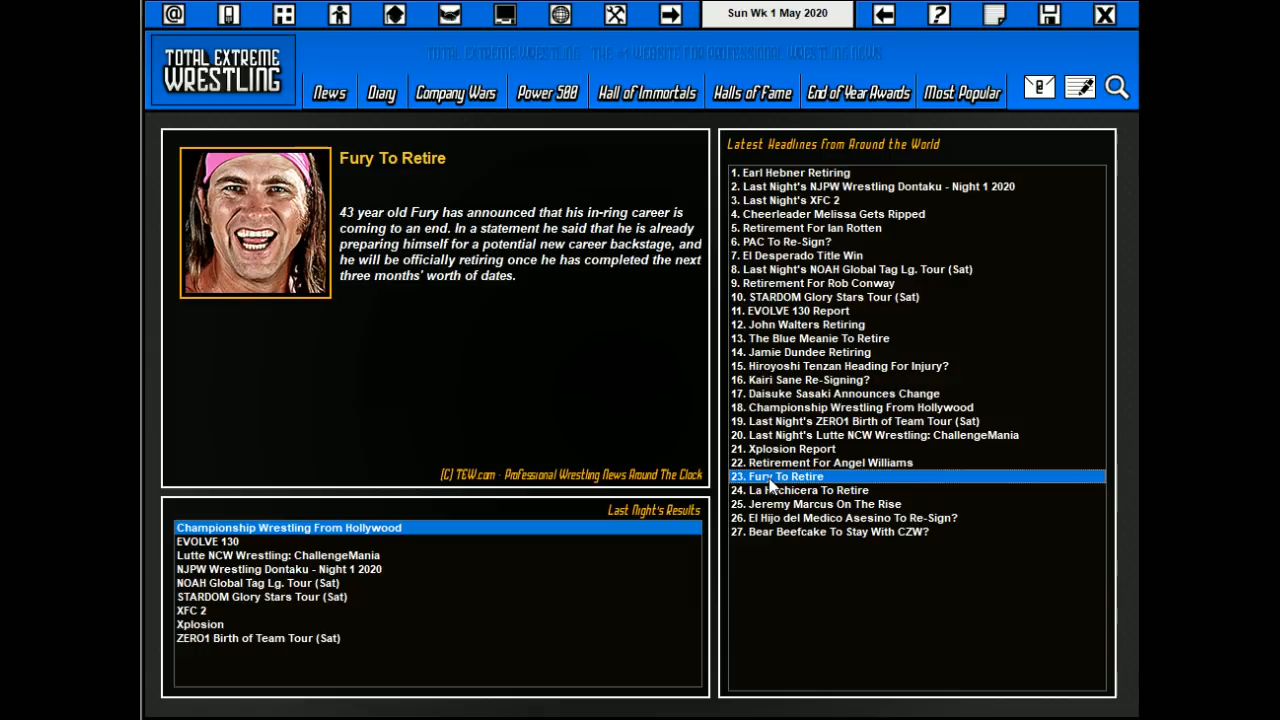 Sun Wk 1 May 2020
TOTAL EXTREME WRESTLING - THE #1 WEBSITE FOR PROFESSIONAL WRESTLING NEWS
TOTAL EXTREME
WRESTLING
News
Diary
Company Wars
Power 500
Hall of Immortals
Halls of Fame
End of Year Awards
Most Popular
Fury To Retire
43 year old Fury has announced that his in-ring career is
coming to an end. In a statement he said that he is already
preparing himself for a potential new career backstage, and
he will be officially retiring once he has completed the next
three months' worth of dates.
(C) TEW.com - Professional Wrestling News Around The Clock
Last Night's Results
Championship Wrestling From Hollywood
EVOLVE 130
Lutte NCW Wrestling: ChallengeMania
NJPW Wrestling Dontaku - Night 1 2020
NOAH Global Tag Lg. Tour (Sat)
STARDOM Glory Stars Tour (Sat)
XFC 2
Xplosion
ZERO1 Birth of Team Tour (Sat)
Latest Headlines From Around the World
1. Earl Hebner Retiring
2. Last Night's NJPW Wrestling Dontaku - Night 1 2020
3. Last Night's XFC 2
4. Cheerleader Melissa Gets Ripped
5. Retirement For Ian Rotten
6. PAC To Re-Sign?
7. El Desperado Title Win
8. Last Night's NOAH Global Tag Lg. Tour (Sat)
9. Retirement For Rob Conway
10. STARDOM Glory Stars Tour (Sat)
11. EVOLVE 130 Report
12. John Walters Retiring
13. The Blue Meanie To Retire
14. Jamie Dundee Retiring
15. Hiroyoshi Tenzan Heading For Injury?
16. Kairi Sane Re-Signing?
17. Daisuke Sasaki Announces Change
18. Championship Wrestling From Hollywood
19. Last Night's ZERO1 Birth of Team Tour (Sat)
20. Last Night's Lutte NCW Wrestling: ChallengeMania
21. Xplosion Report
22. Retirement For Angel Williams
23. Fury To Retire
24. La Hechicera To Retire
25. Jeremy Marcus On The Rise
26. El Hijo del Medico Asesino To Re-Sign?
27. Bear Beefcake To Stay With CZW?